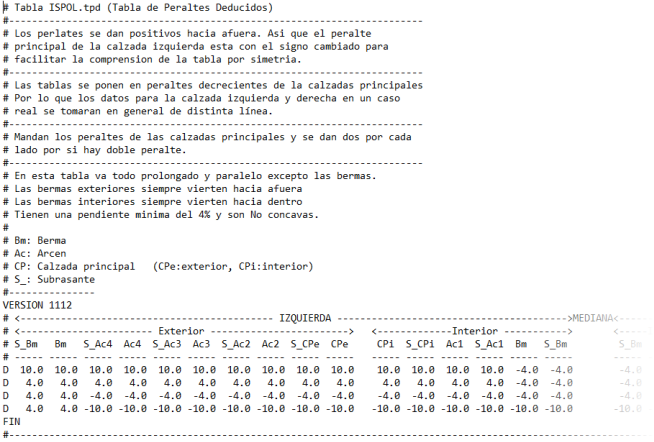 # Tabla ISPOL.tpd (Tabla de Peraltes Deducidos)
#-----------------------------------------------------------------
# Los perlates se dan positivos hacia afuera. Asi que el peralte
# principal de la calzada izquierda esta con el signo cambiado para
# facilitar la comprension de la tabla por simetria.
#-----------------------------------------------------------------
# Las tablas se ponen en peraltes decrecientes de la calzadas principales
# Por lo que los datos para la calzada izquierda y derecha en un caso
# real se tomaran en general de distinta línea.
#-----------------------------------------------------------------
# Mandan los peraltes de las calzadas principales y se dan dos por cada
# lado por si hay doble peralte.
#-----------------------------------------------------------------
# En esta tabla va todo prolongado y paralelo excepto las bermas.
# Las bermas exteriores siempre vierten hacia afuera
# Las bermas interiores siempre vierten hacia dentro
# Tienen una pendiente minima del 4% y son No concavas.
#
# Bm: Berma
# Ac: Arcen
# CP: Calzada principal   (CPe:exterior, CPi:interior)
# S_: Subrasante
#--------------
VERSION 1112
# <---------------------------------------- IZQUIERDA ------------------------------------>MEDIANA<-----
# <--------------------- Exterior ---------------------->   <------------Interior ----------->       <-----
# S_Bm   Bm  S_Ac4  Ac4  S_Ac3  Ac3  S_Ac2  Ac2  S_CPe  CPe     CPi  S_CPi  Ac1  S_Ac1  Bm   S_Bm       S_Bm
# ---- ----- ----- ----- ----- ----- ----- ----- ----- -----   ----- ----- ----- ----- ----- -----      -----
D  10.0  10.0  10.0  10.0  10.0  10.0  10.0  10.0  10.0  10.0    10.0  10.0  10.0  10.0  -4.0  -4.0       -4.0
D   4.0   4.0   4.0   4.0   4.0   4.0   4.0   4.0   4.0   4.0     4.0   4.0   4.0   4.0  -4.0  -4.0       -4.0
D   4.0   4.0  -4.0  -4.0  -4.0  -4.0  -4.0  -4.0  -4.0  -4.0    -4.0  -4.0  -4.0  -4.0  -4.0  -4.0       -4.0
D   4.0   4.0 -10.0 -10.0 -10.0 -10.0 -10.0 -10.0 -10.0 -10.0   -10.0 -10.0 -10.0 -10.0 -10.0 -10.0      -10.0
FIN
#-----------------------------------------------------------------